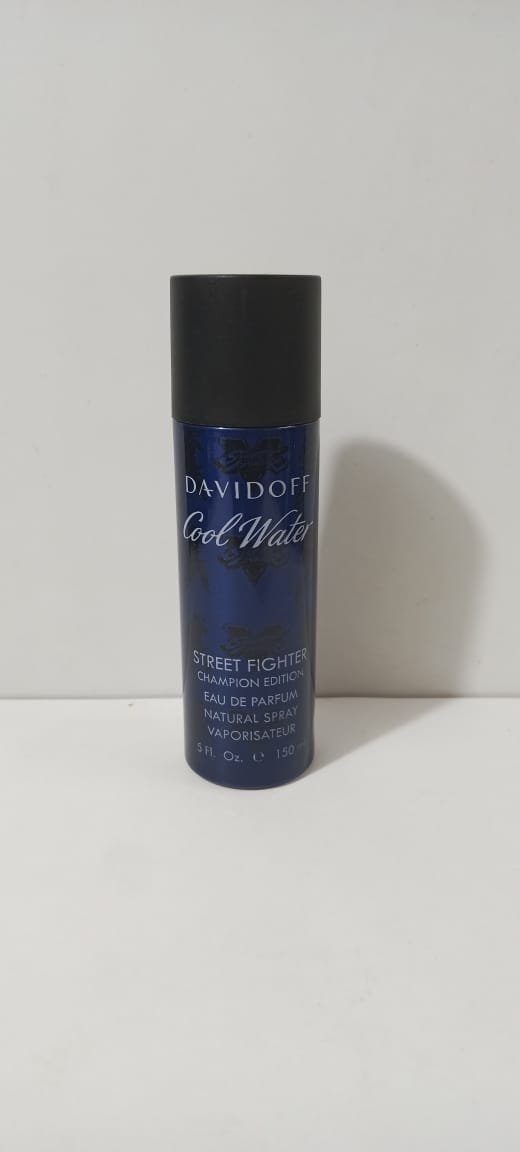 DAVIDOFF
Cool Water
STREET FIGHTER
CHAMPION EDITION
EAU DE PARFUM
NATURAL SPRAY
VAPORISATEUR
5 Fl. Oz. ℮ 150